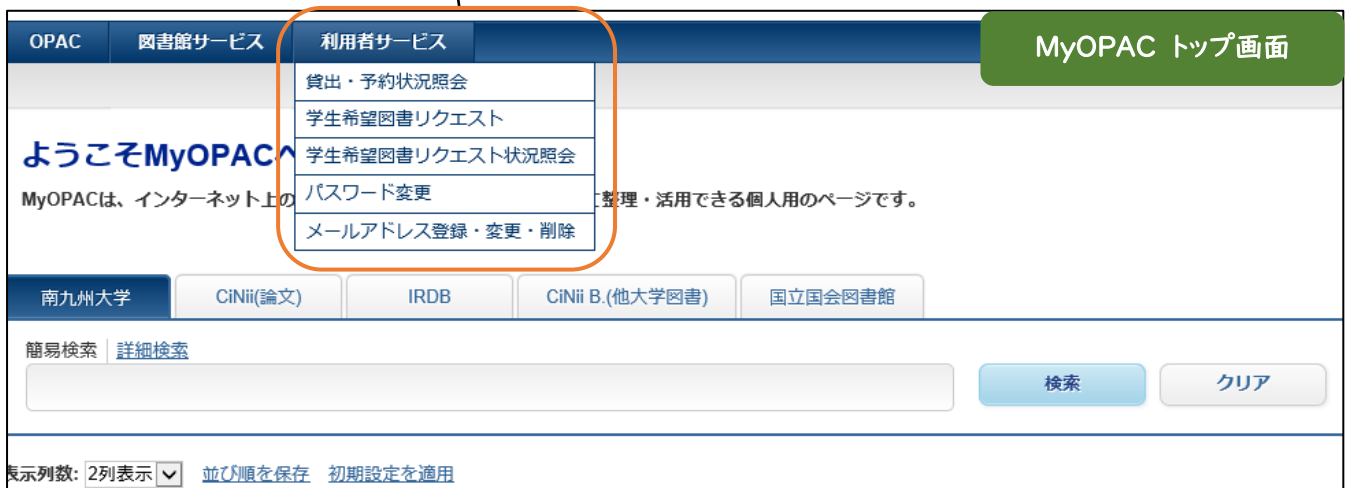 OPAC 図書館サービス 利用者サービス
MyOPAC トップ画面
貸出・予約状況照会
学生希望図書リクエスト
学生希望図書リクエスト状況照会
パスワード変更
メールアドレス登録・変更・削除
ようこそMyOPACへ
MyOPACは、インターネット上の 整理・活用できる個人用のページです。
南九州大学 CiNii(論文) IRDB CiNii B.(他大学図書) 国立国会図書館
簡易検索 詳細検索
検索 クリア
表示列数: 2列表示 並び順を保存 初期設定を適用